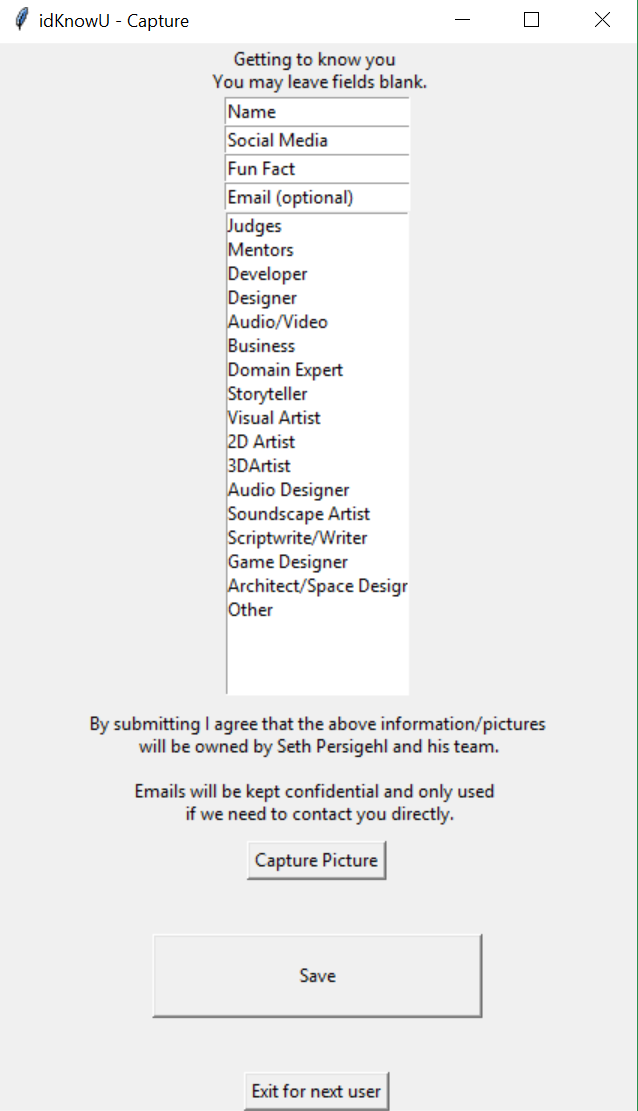 idKnowU - Capture
Getting to know you
You may leave fields blank.
Name
Social Media
Fun Fact
Email (optional)
Judges
Mentors
Developer
Designer
Audio/Video
Business
Domain Expert
Storyteller
Visual Artist
2D Artist
3DArtist
Audio Designer
Soundscape Artist
Scriptwrite/Writer
Game Designer
Architect/Space Desigr
Other
By submitting I agree that the above information/pictures
will be owned by Seth Persigehl and his team.
Emails will be kept confidential and only used
if we need to contact you directly.
Capture Picture
Save
Exit for next user